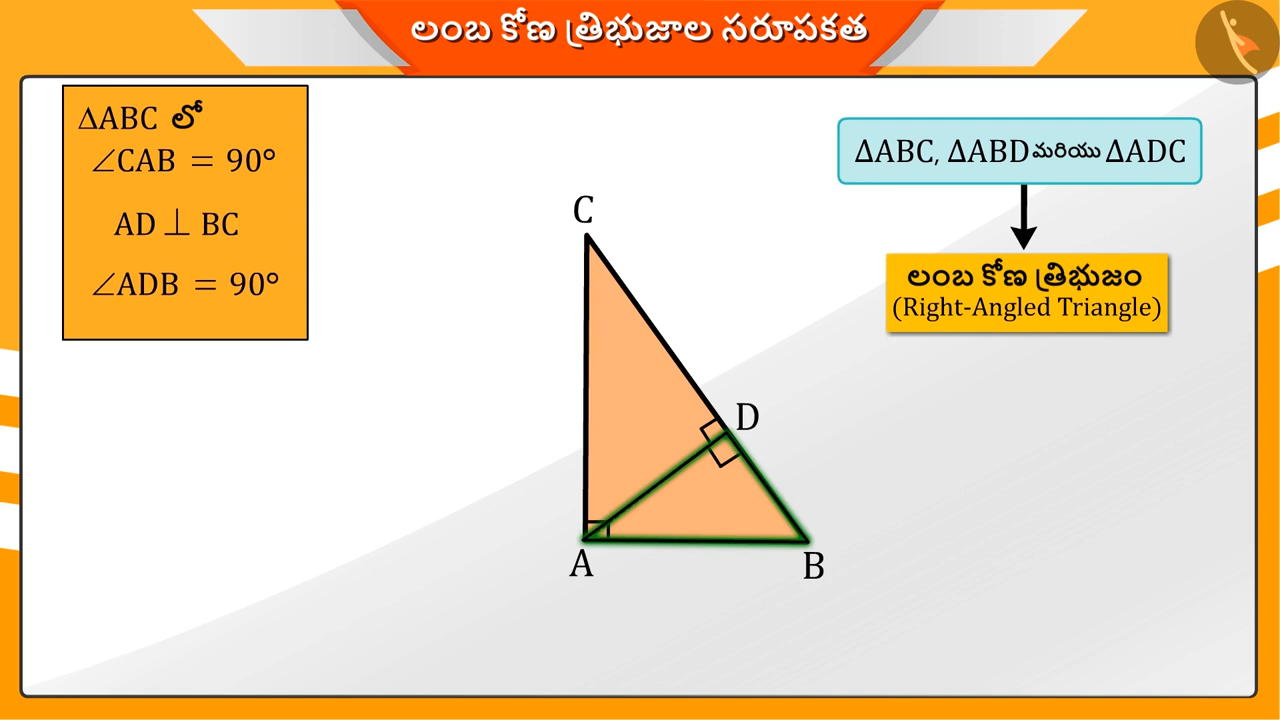 లంబ కోణ త్రిభుజాల సరూపకత
ΔABC లో
∠CAB = 90°
AD ⊥ BC
∠ADB = 90°
ΔABC, ΔABD మరియు ΔADC
లంబ కోణ త్రిభుజం
(Right-Angled Triangle)
C
D
A
B